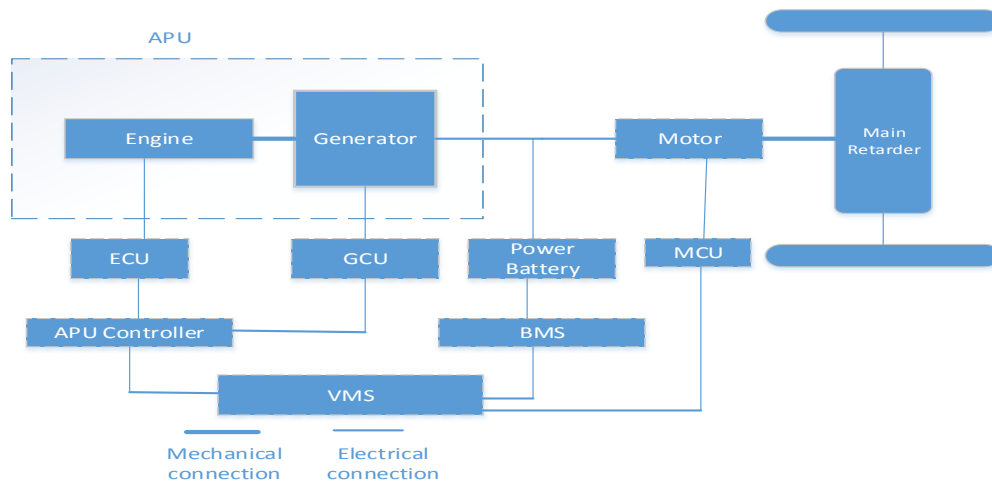 APU
Engine
Generator
Motor
Main
Retarder
ECU
GCU
Power
Battery
MCU
APU Controller
BMS
VMS
Mechanical
connection
Electrical
connection